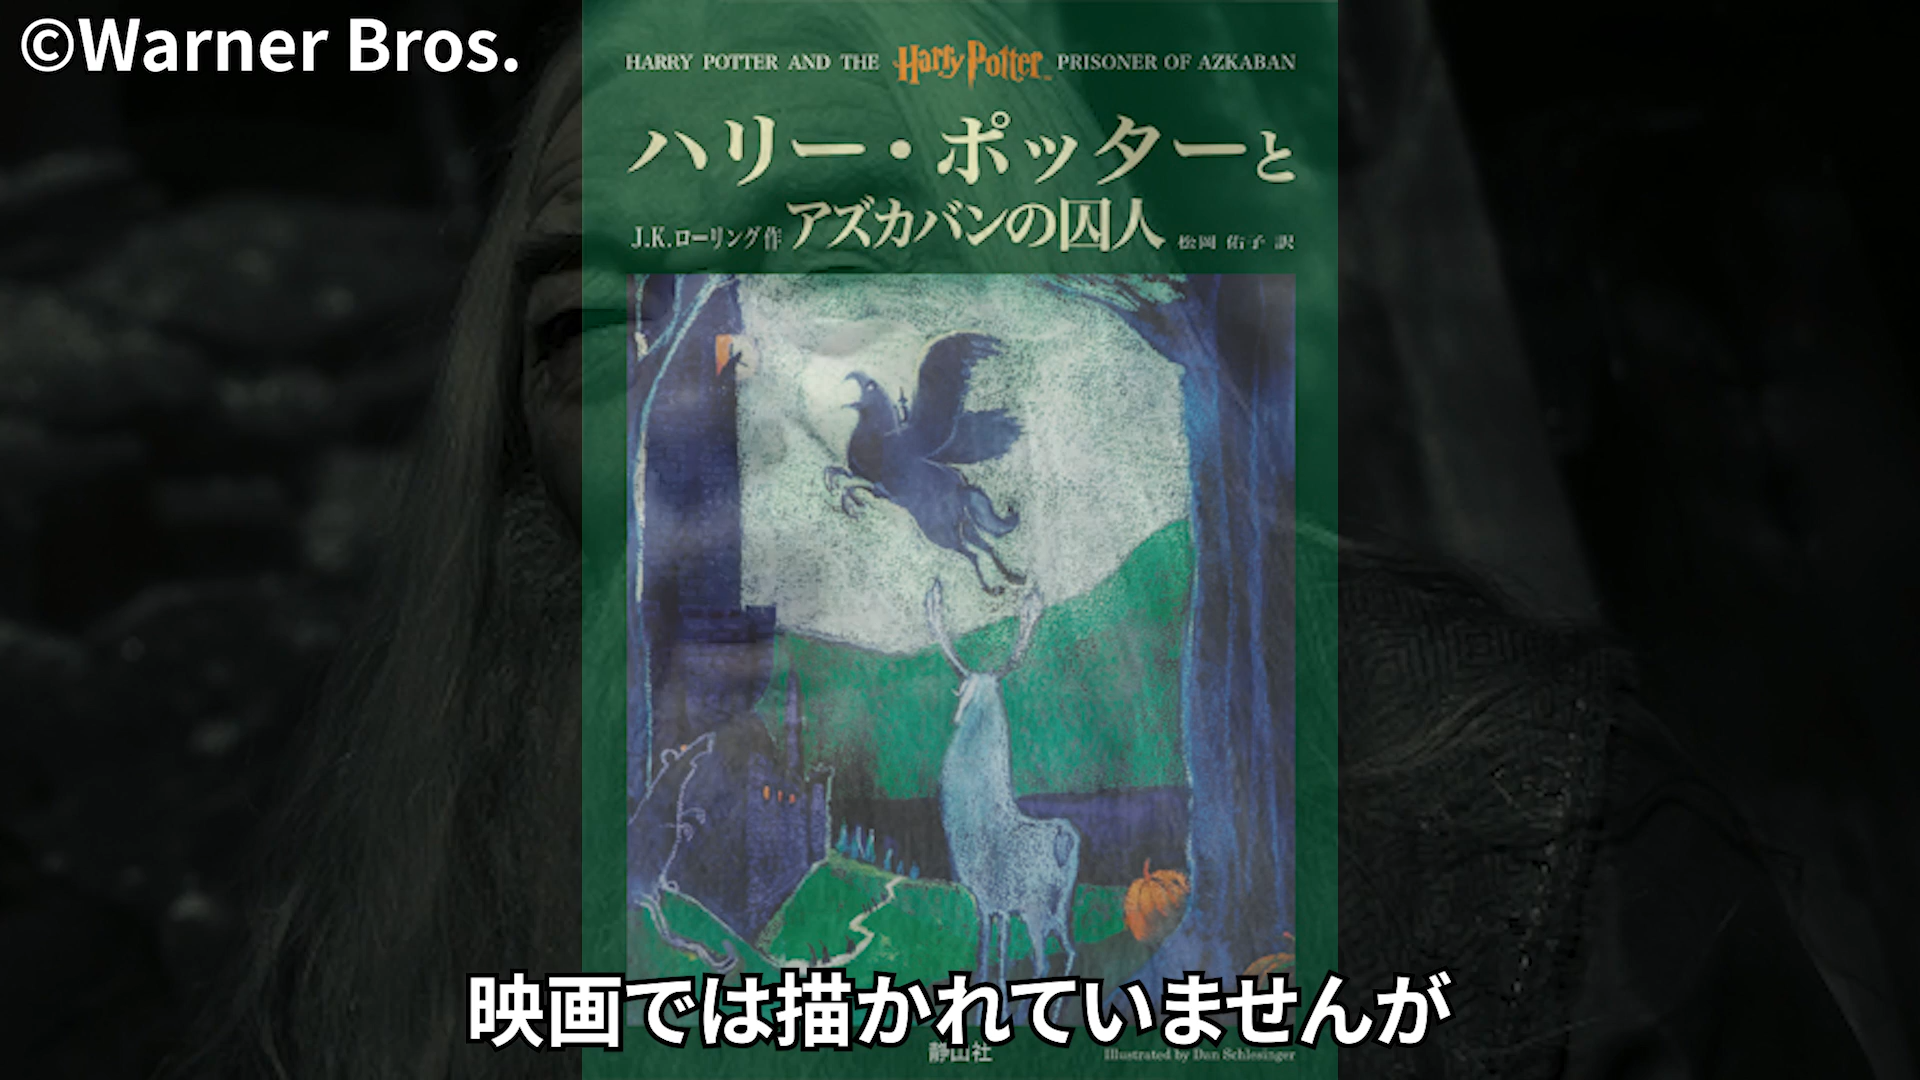 ©Warner Bros.
HARRY POTTER AND THE Harry Potter PRISONER OF AZKABAN
ハリー・ポッターと
アズカバンの囚人
J.K.ローリング作
松岡 佑子 訳
映画では描かれていませんが
静山社
Illustrated by Dan Schlesinger